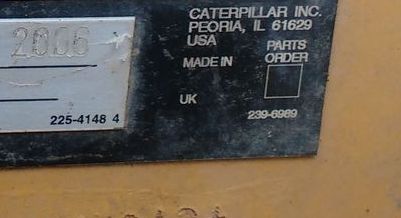 2006
CATERPILLAR INC.
PEORIA, IL 61629
USA
MADE IN
PARTS
ORDER
UK
225-4148 4
239-6989